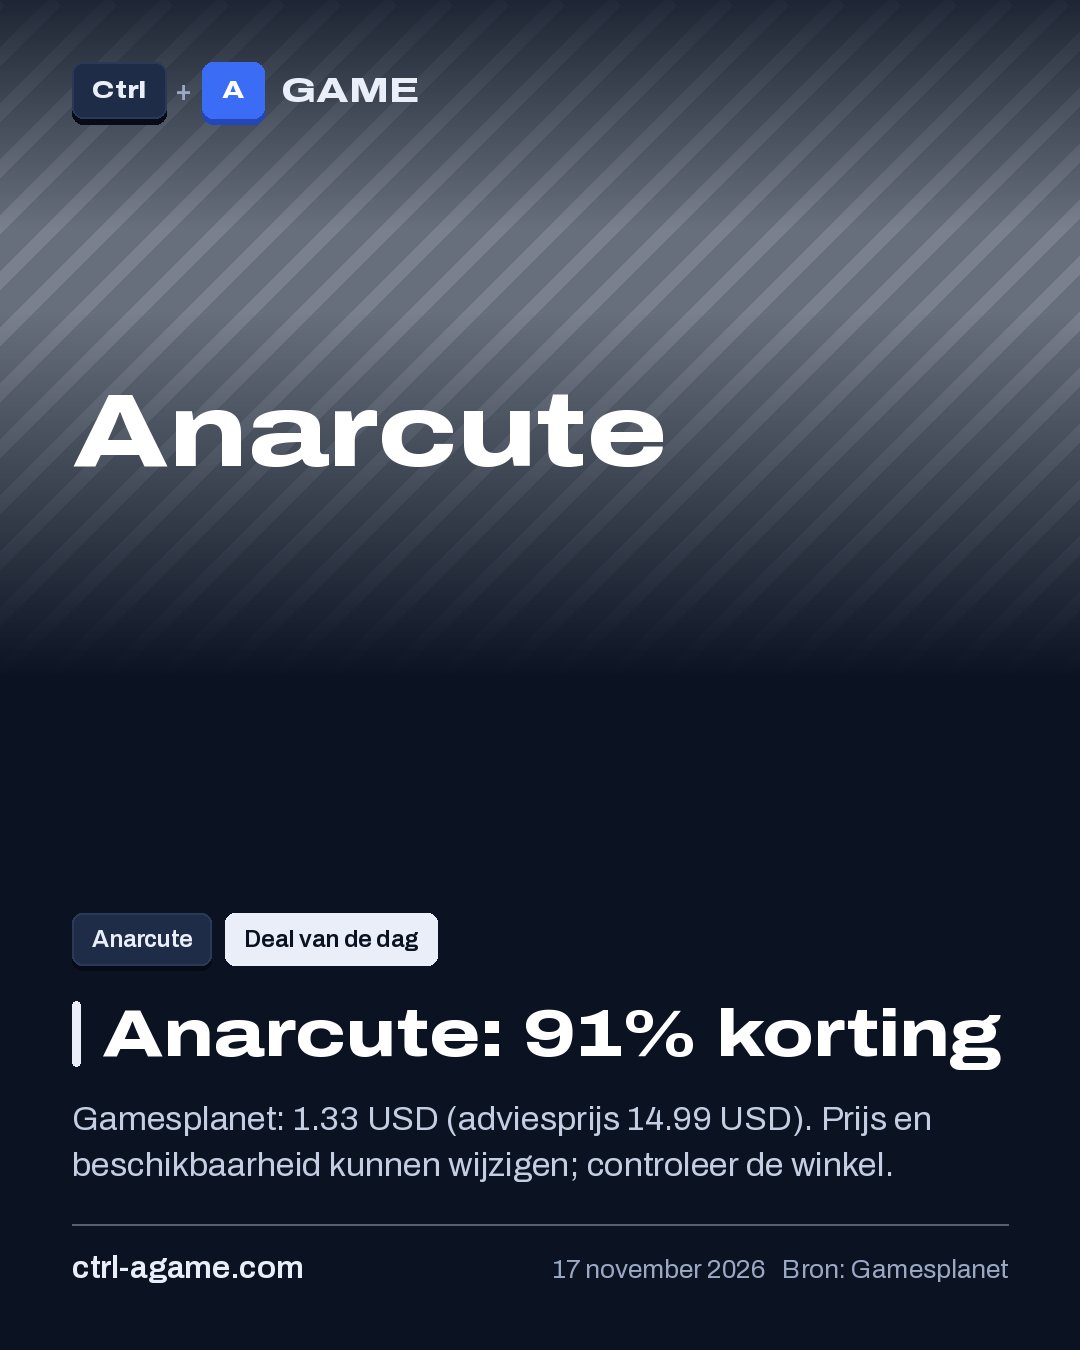 Ctrl + A GAME
Anarcute
Anarcute Deal van de dag
Anarcute: 91% korting
Gamesplanet: 1.33 USD (adviesprijs 14.99 USD). Prijs en
beschikbaarheid kunnen wijzigen; controleer de winkel.
ctrl-agame.com 17 november 2026 Bron: Gamesplanet